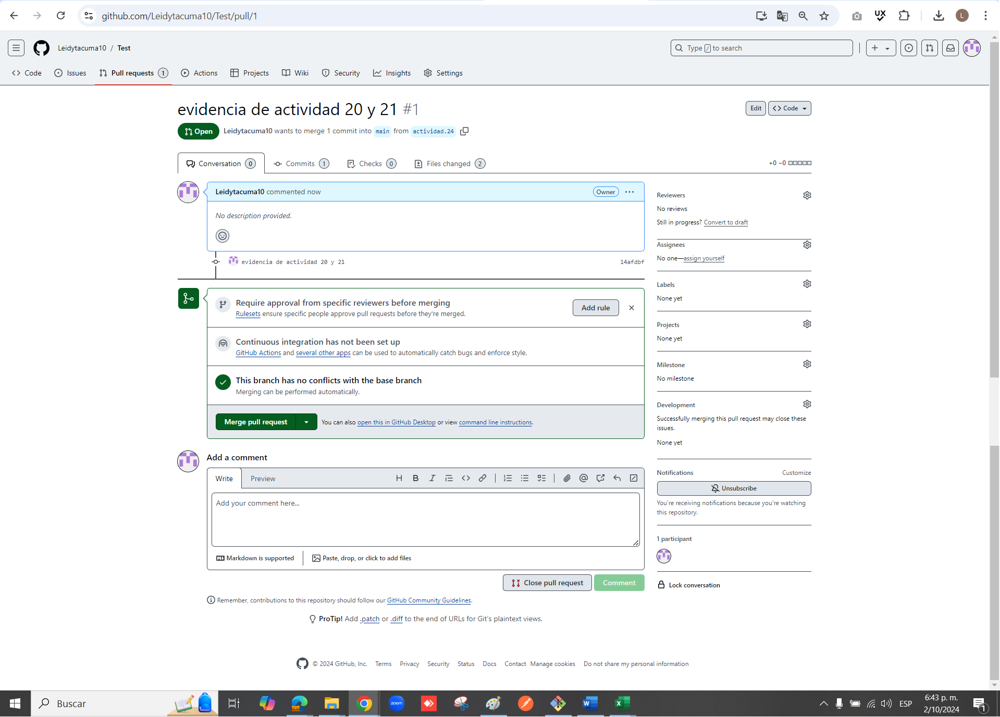 github.com/Leidytacuma10/Test/pull/1
UX
L
Leidytacuma10 / Test
Type / to search
Code
Issues
Pull requests 1
Actions
Projects
Wiki
Security
Insights
Settings
evidencia de actividad 20 y 21 #1
Edit
Code
Open
Leidytacuma10 wants to merge 1 commit into main from actividad.24
Conversation 0
Commits 1
Checks 0
Files changed 2
+0 −0
Leidytacuma10 commented now
Owner
No description provided.
evidencia de actividad 20 y 21
14afdbf
Require approval from specific reviewers before merging
Rulesets ensure specific people approve pull requests before they're merged.
Add rule
Continuous integration has not been set up
GitHub Actions and several other apps can be used to automatically catch bugs and enforce style.
This branch has no conflicts with the base branch
Merging can be performed automatically.
Merge pull request
You can also open this in GitHub Desktop or view command line instructions.
Add a comment
Write
Preview
Add your comment here...
Markdown is supported
Paste, drop, or click to add files
Close pull request
Comment
Remember, contributions to this repository should follow our GitHub Community Guidelines.
ProTip! Add .patch or .diff to the end of URLs for Git's plaintext views.
Reviewers
No reviews
Still in progress? Convert to draft
Assignees
No one—assign yourself
Labels
None yet
Projects
None yet
Milestone
No milestone
Development
Successfully merging this pull request may close these
issues.
None yet
Notifications
Customize
Unsubscribe
You're receiving notifications because you're watching
this repository.
1 participant
Lock conversation
© 2024 GitHub, Inc.
Terms
Privacy
Security
Status
Docs
Contact
Manage cookies
Do not share my personal information
Buscar
zoom
ESP
6:43 p. m.
2/10/2024
1